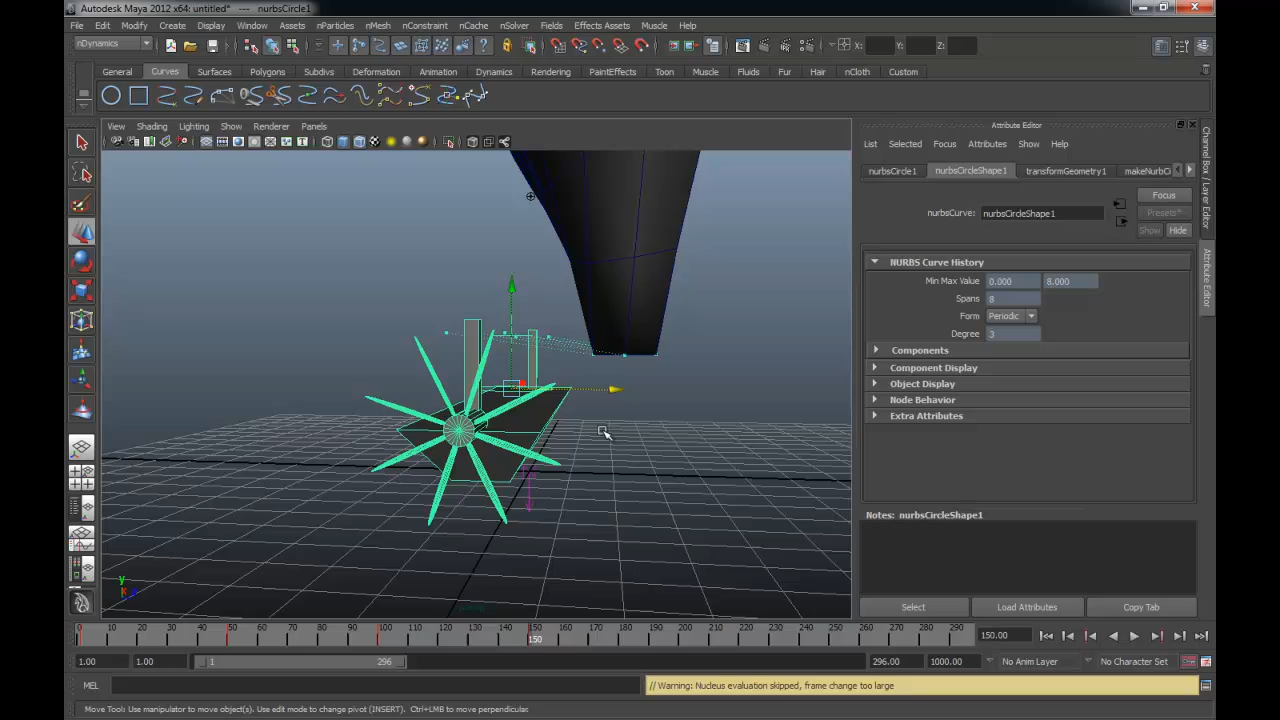 Autodesk Maya 2012 x64: untitled* --- nurbsCircle1
File Edit Modify Create Display Window Assets nParticles nMesh nConstraint nCache nSolver Fields Effects Assets Muscle Help
nDynamics X: Y: Z:
General Curves Surfaces Polygons Subdivs Deformation Animation Dynamics Rendering PaintEffects Toon Muscle Fluids Fur Hair nCloth Custom
View Shading Lighting Show Renderer Panels
Attribute Editor
List Selected Focus Attributes Show Help
nurbsCircle1 nurbsCircleShape1 transformGeometry1 makeNurbCi
Focus
nurbsCurve: nurbsCircleShape1 Presets*
Show Hide
NURBS Curve History
Min Max Value 0.000 8.000
Spans 8
Form Periodic
Degree 3
Components
Component Display
Object Display
Node Behavior
Extra Attributes
Notes: nurbsCircleShape1
Select Load Attributes Copy Tab
Channel Box / Layer Editor
Attribute Editor
y
0 10 20 30 40 50 60 70 80 90 100 110 120 130 140 150 160 170 180 190 200 210 220 230 240 250 260 270 280 290
150
150.00
1.00 1.00 1 296 296.00 1000.00 No Anim Layer No Character Set
MEL // Warning: Nucleus evaluation skipped, frame change too large
Move Tool: Use manipulator to move object(s). Use edit mode to change pivot (INSERT). Ctrl+LMB to move perpendicular.